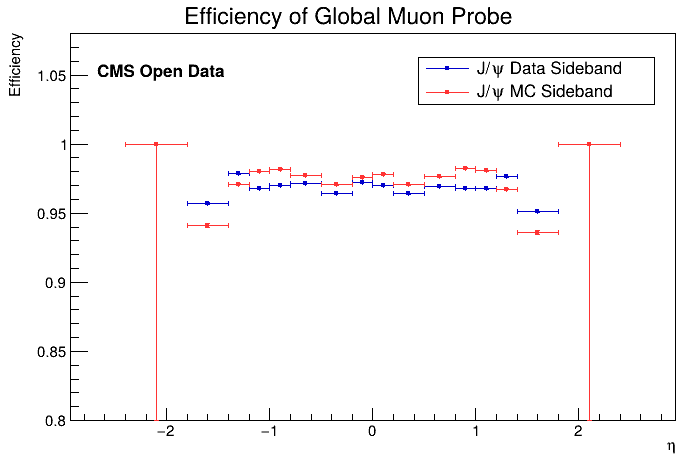 Efficiency of Global Muon Probe
Efficiency
CMS Open Data
J/ψ Data Sideband
J/ψ MC Sideband
1.05
1
0.95
0.9
0.85
0.8
−2 −1 0 1 2
η